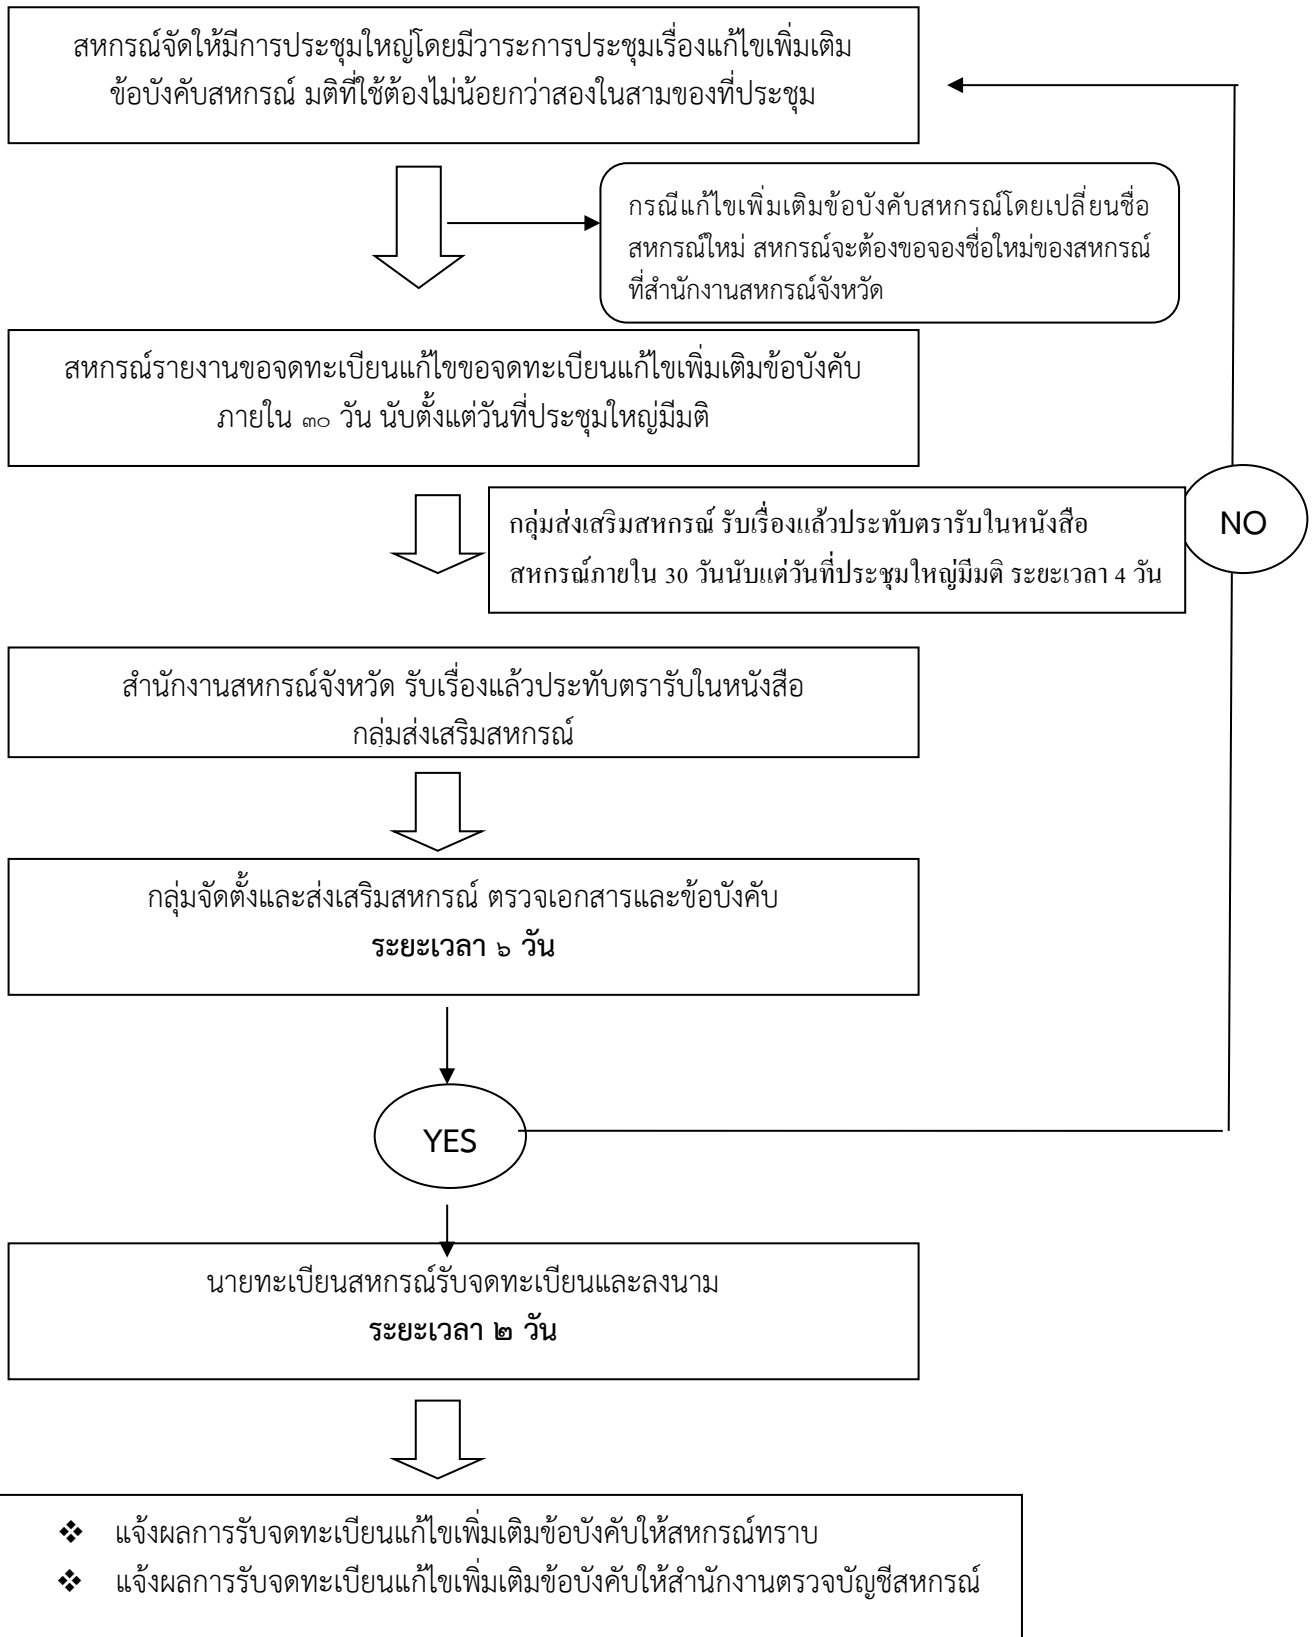 สหกรณ์จัดให้มีการประชุมใหญ่โดยมีวาระการประชุมเรื่องแก้ไขเพิ่มเติม
ข้อบังคับสหกรณ์ มติที่ใช้ต้องไม่น้อยกว่าสองในสามของที่ประชุม
กรณีแก้ไขเพิ่มเติมข้อบังคับสหกรณ์โดยเปลี่ยนชื่อ
สหกรณ์ใหม่ สหกรณ์จะต้องขอจองชื่อใหม่ของสหกรณ์
ที่สำนักงานสหกรณ์จังหวัด
สหกรณ์รายงานขอจดทะเบียนแก้ไขขอจดทะเบียนแก้ไขเพิ่มเติมข้อบังคับ
ภายใน ๓๐ วัน นับตั้งแต่วันที่ประชุมใหญ่มีมติ
กลุ่มส่งเสริมสหกรณ์ รับเรื่องแล้วประทับตรารับในหนังสือ
สหกรณ์ภายใน 30 วันนับแต่วันที่ประชุมใหญ่มีมติ ระยะเวลา 4 วัน
NO
สำนักงานสหกรณ์จังหวัด รับเรื่องแล้วประทับตรารับในหนังสือ
กลุ่มส่งเสริมสหกรณ์
กลุ่มจัดตั้งและส่งเสริมสหกรณ์ ตรวจเอกสารและข้อบังคับ
ระยะเวลา ๖ วัน
YES
นายทะเบียนสหกรณ์รับจดทะเบียนและลงนาม
ระยะเวลา ๒ วัน
❖ แจ้งผลการรับจดทะเบียนแก้ไขเพิ่มเติมข้อบังคับให้สหกรณ์ทราบ
❖ แจ้งผลการรับจดทะเบียนแก้ไขเพิ่มเติมข้อบังคับให้สำนักงานตรวจบัญชีสหกรณ์